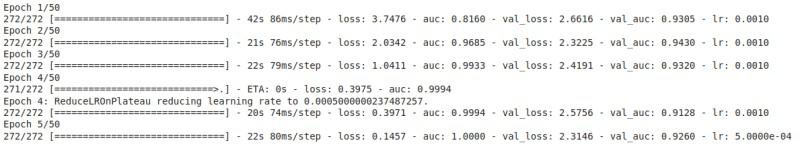 Epoch 1/50
272/272 [==============================] - 42s 86ms/step - loss: 3.7476 - auc: 0.8160 - val_loss: 2.6616 - val_auc: 0.9305 - lr: 0.0010
Epoch 2/50
272/272 [==============================] - 21s 76ms/step - loss: 2.0342 - auc: 0.9685 - val_loss: 2.3225 - val_auc: 0.9430 - lr: 0.0010
Epoch 3/50
272/272 [==============================] - 22s 79ms/step - loss: 1.0411 - auc: 0.9933 - val_loss: 2.4191 - val_auc: 0.9320 - lr: 0.0010
Epoch 4/50
271/272 [============================>.] - ETA: 0s - loss: 0.3975 - auc: 0.9994
Epoch 4: ReduceLROnPlateau reducing learning rate to 0.0005000000237487257.
272/272 [==============================] - 20s 74ms/step - loss: 0.3971 - auc: 0.9994 - val_loss: 2.5756 - val_auc: 0.9128 - lr: 0.0010
Epoch 5/50
272/272 [==============================] - 22s 80ms/step - loss: 0.1457 - auc: 1.0000 - val_loss: 2.3146 - val_auc: 0.9260 - lr: 5.0000e-04